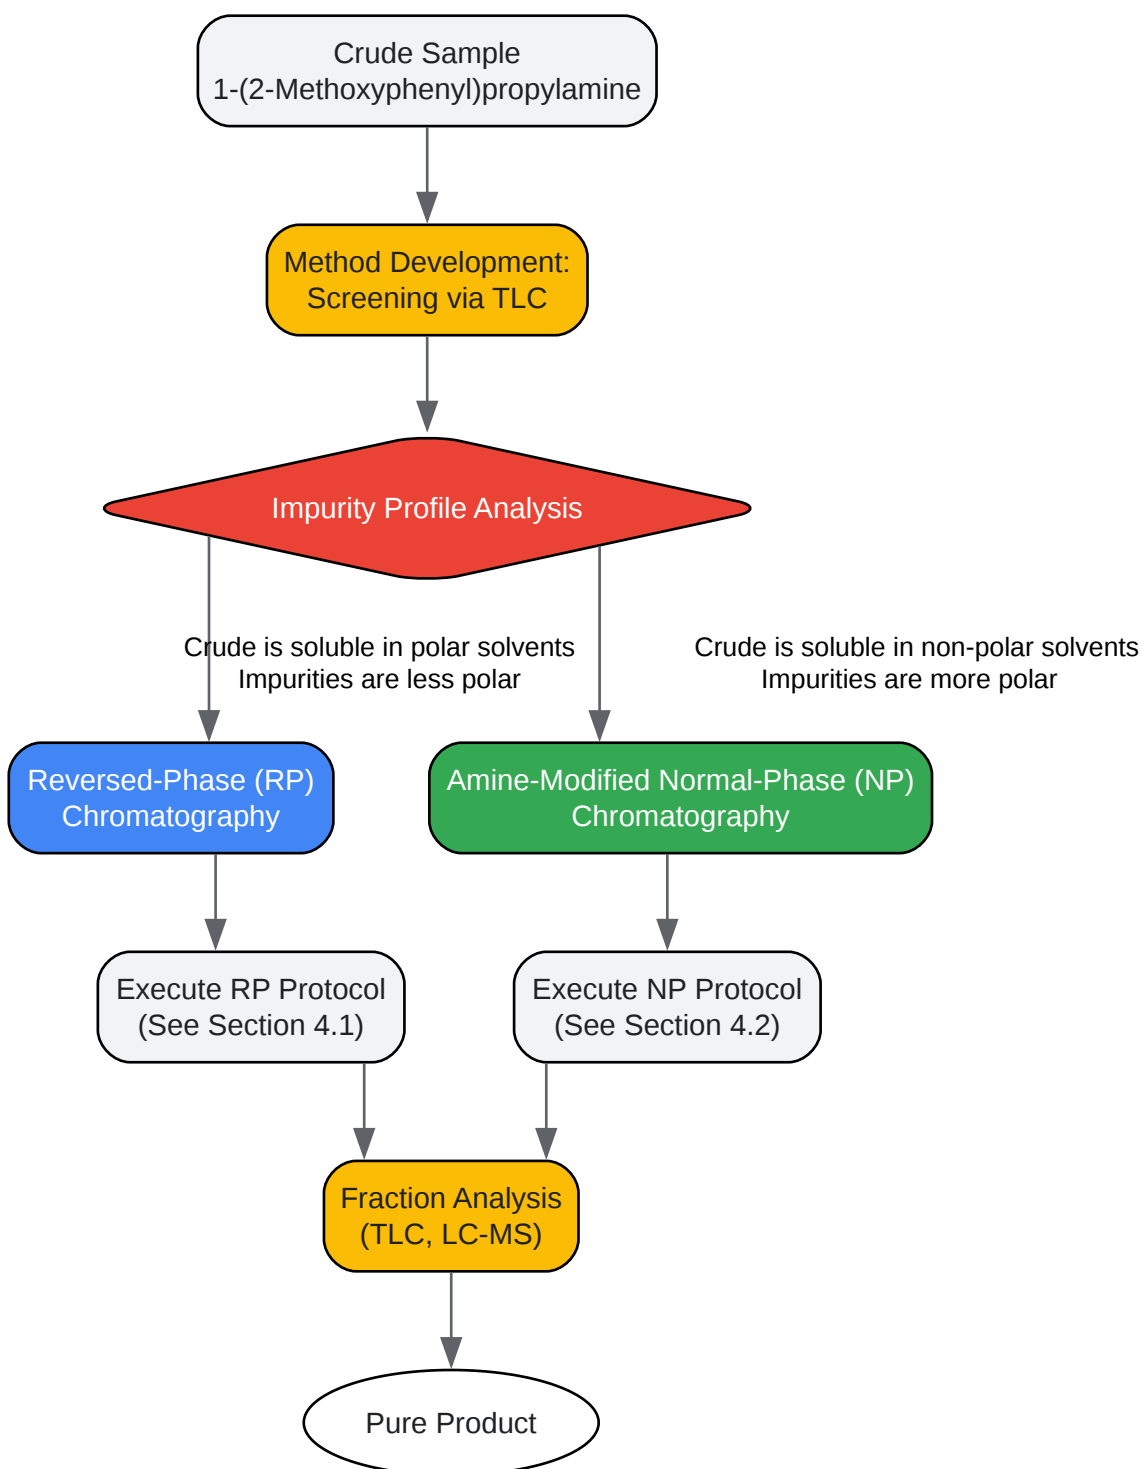 Crude Sample
1-(2-Methoxyphenyl)propylamine
Method Development:
Screening via TLC
Impurity Profile Analysis
Crude is soluble in polar solvents
Impurities are less polar
Crude is soluble in non-polar solvents
Impurities are more polar
Reversed-Phase (RP)
Chromatography
Amine-Modified Normal-Phase (NP)
Chromatography
Execute RP Protocol
(See Section 4.1)
Execute NP Protocol
(See Section 4.2)
Fraction Analysis
(TLC, LC-MS)
Pure Product